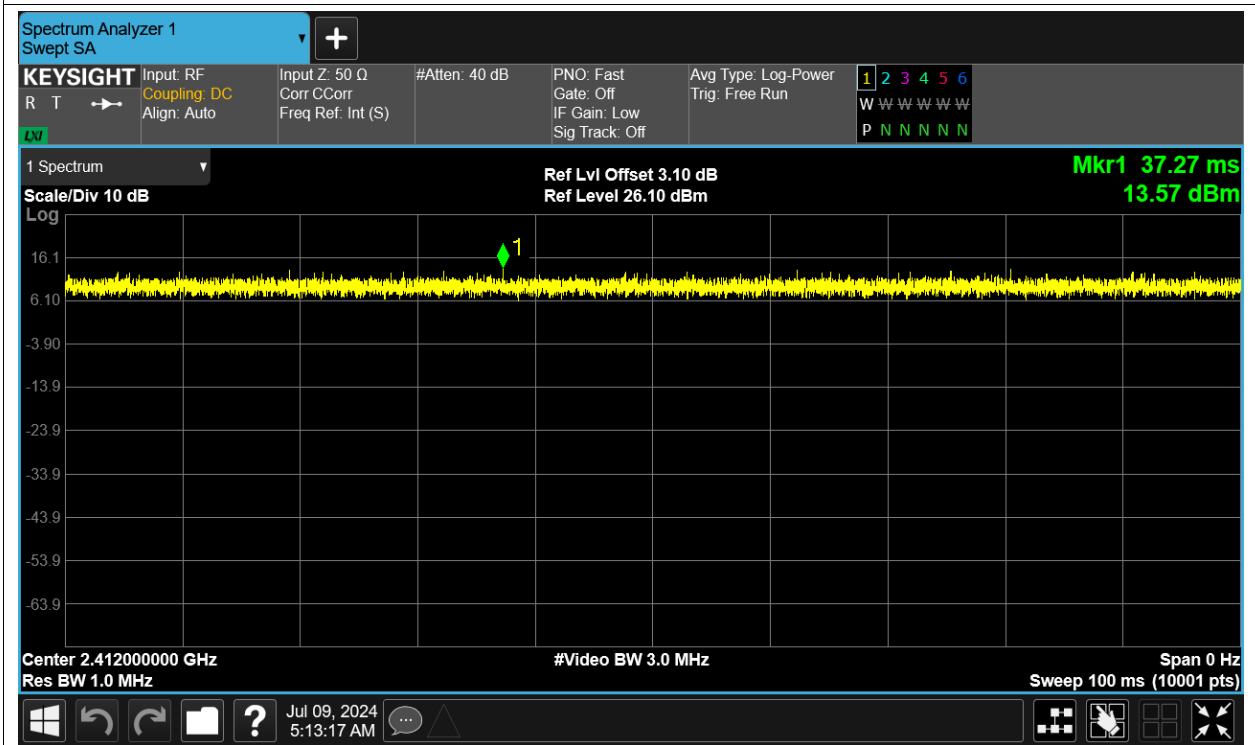 Spectrum Analyzer 1
Swept SA
KEYSIGHT
R T
LXI
Input: RF
Coupling: DC
Align: Auto
Input Z: 50 Ω
Corr CCorr
Freq Ref: Int (S)
#Atten: 40 dB
PNO: Fast
Gate: Off
IF Gain: Low
Sig Track: Off
Avg Type: Log-Power
Trig: Free Run
1 2 3 4 5 6
W W W W W W
P N N N N N
1 Spectrum
Scale/Div 10 dB
Ref Lvl Offset 3.10 dB
Ref Level 26.10 dBm
Mkr1 37.27 ms
13.57 dBm
Log
1
16.1
6.10
-3.90
-13.9
-23.9
-33.9
-43.9
-53.9
-63.9
Center 2.412000000 GHz
Res BW 1.0 MHz
#Video BW 3.0 MHz
Span 0 Hz
Sweep 100 ms (10001 pts)
?
Jul 09, 2024
5:13:17 AM